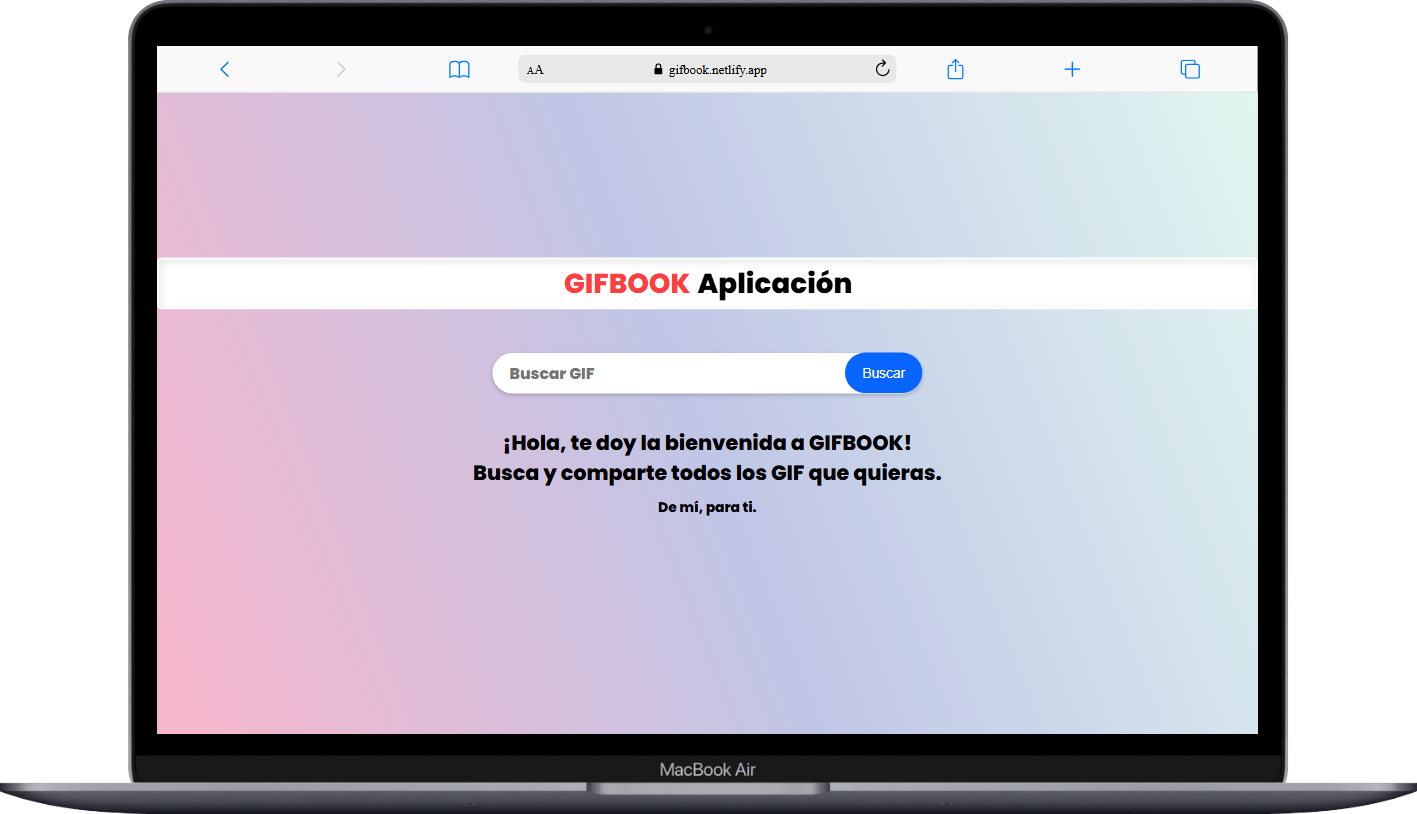 AA gifbook.netlify.app
GIFBOOK Aplicación
Buscar GIF Buscar
¡Hola, te doy la bienvenida a GIFBOOK!
Busca y comparte todos los GIF que quieras.
De mí, para ti.
MacBook Air